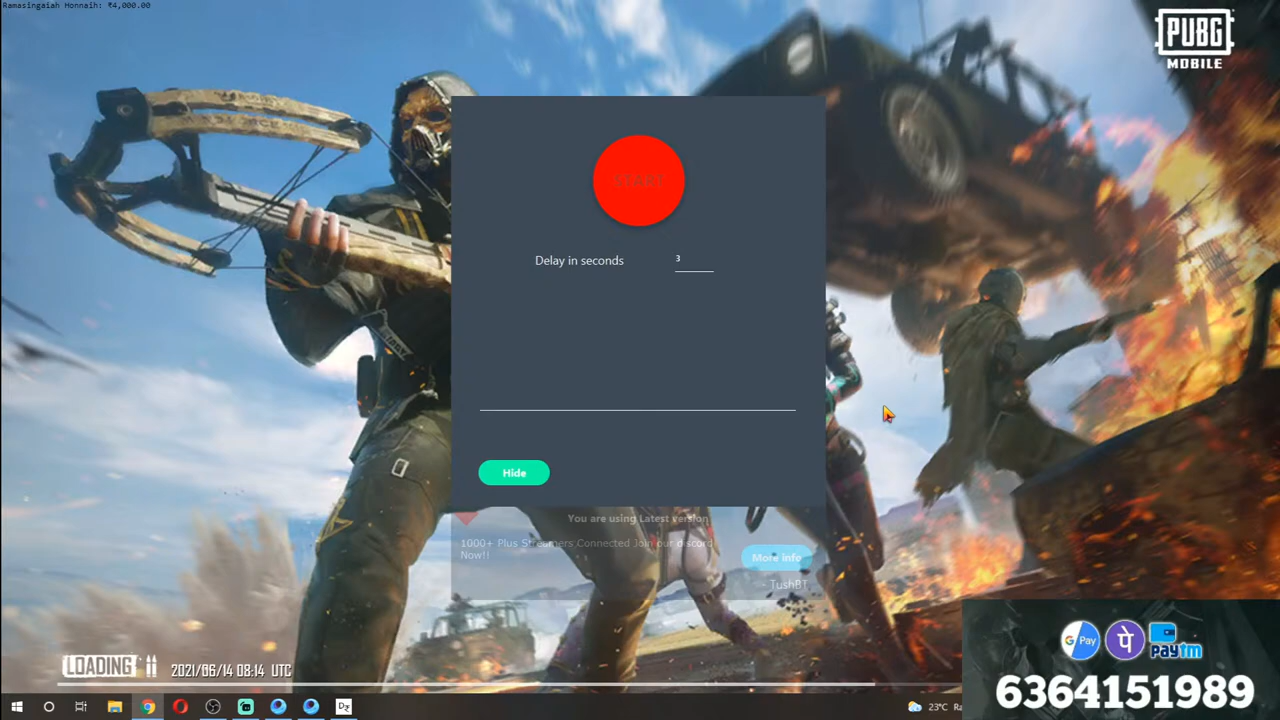 Ramasingaiah Honnaih: ₹4,000.00
PUBG
MOBILE
START
Delay in seconds
3
Hide
You are using Latest version
1000+ Plus Streamers Connected Join our discord
Now!!
More info
- TushBT
LOADING
2021/06/14 08:14 UTC
G Pay
पे
paytm
6364151989
23°C Ra